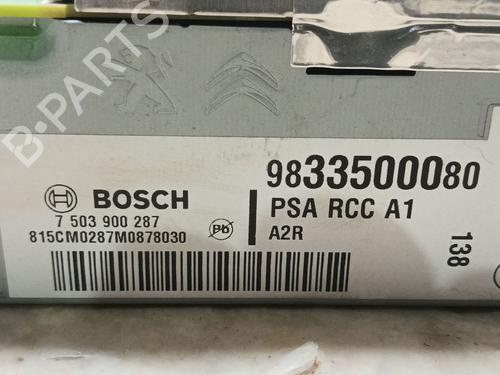 B-PARTS
BOSCH
7 503 900 287
815CM0287M0878030
Pb
9833500080
PSA RCC A1
A2R
138